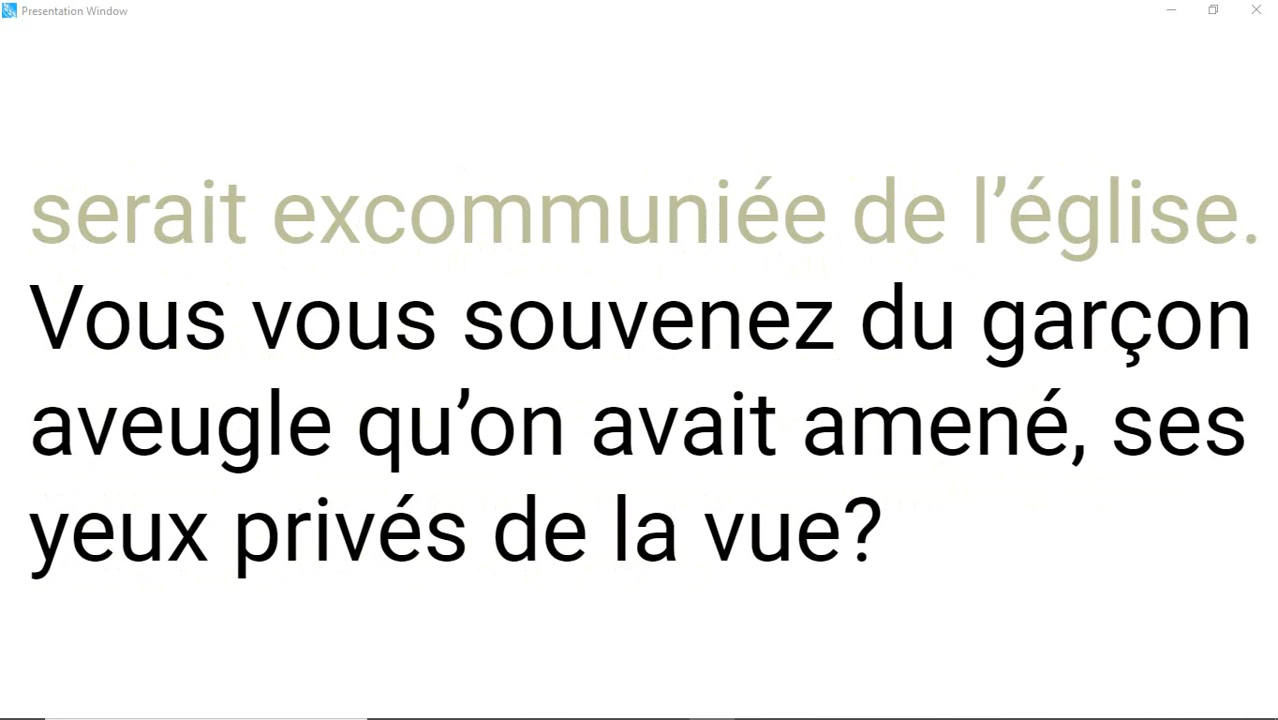 Presentation Window
serait excommuniée de l’église.
Vous vous souvenez du garçon
aveugle qu’on avait amené, ses
yeux privés de la vue?